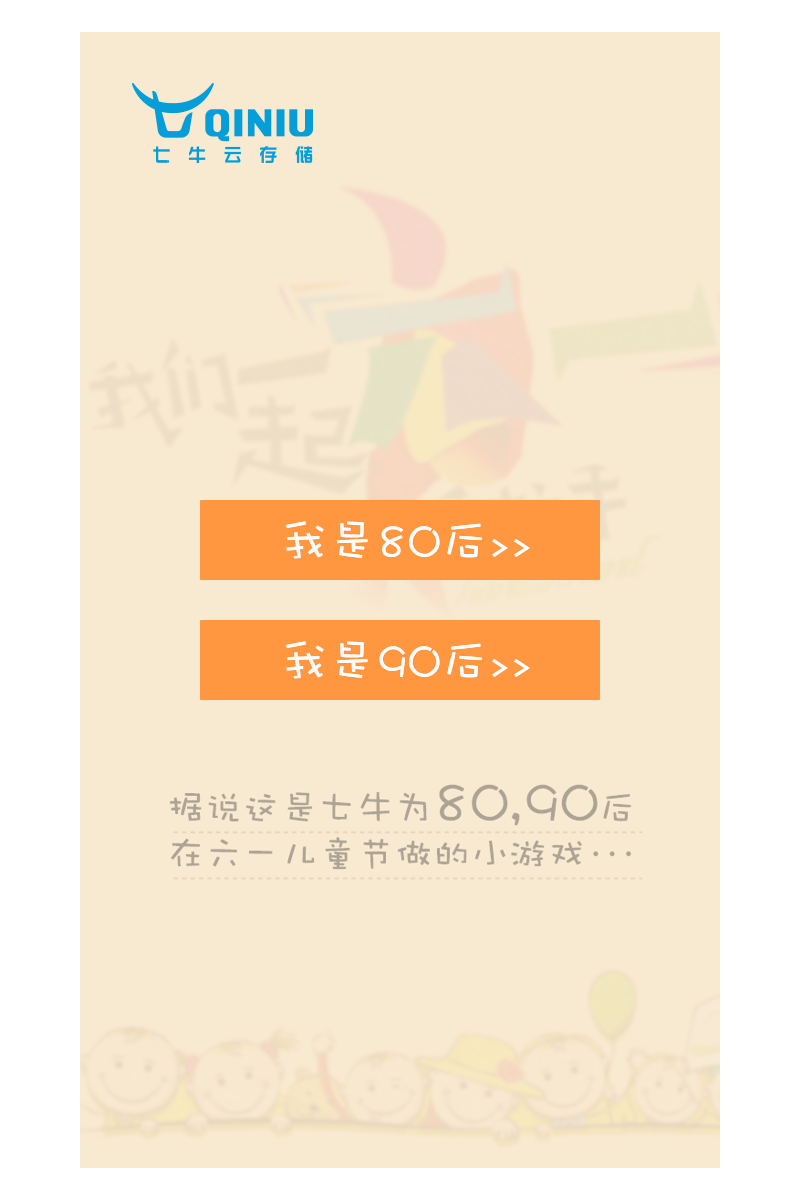 QINIU
七牛云存储
六一
我们一起
手
我是80后>>
我是90后>>
据说这是七牛为80,90后
在六一儿童节做的小游戏···